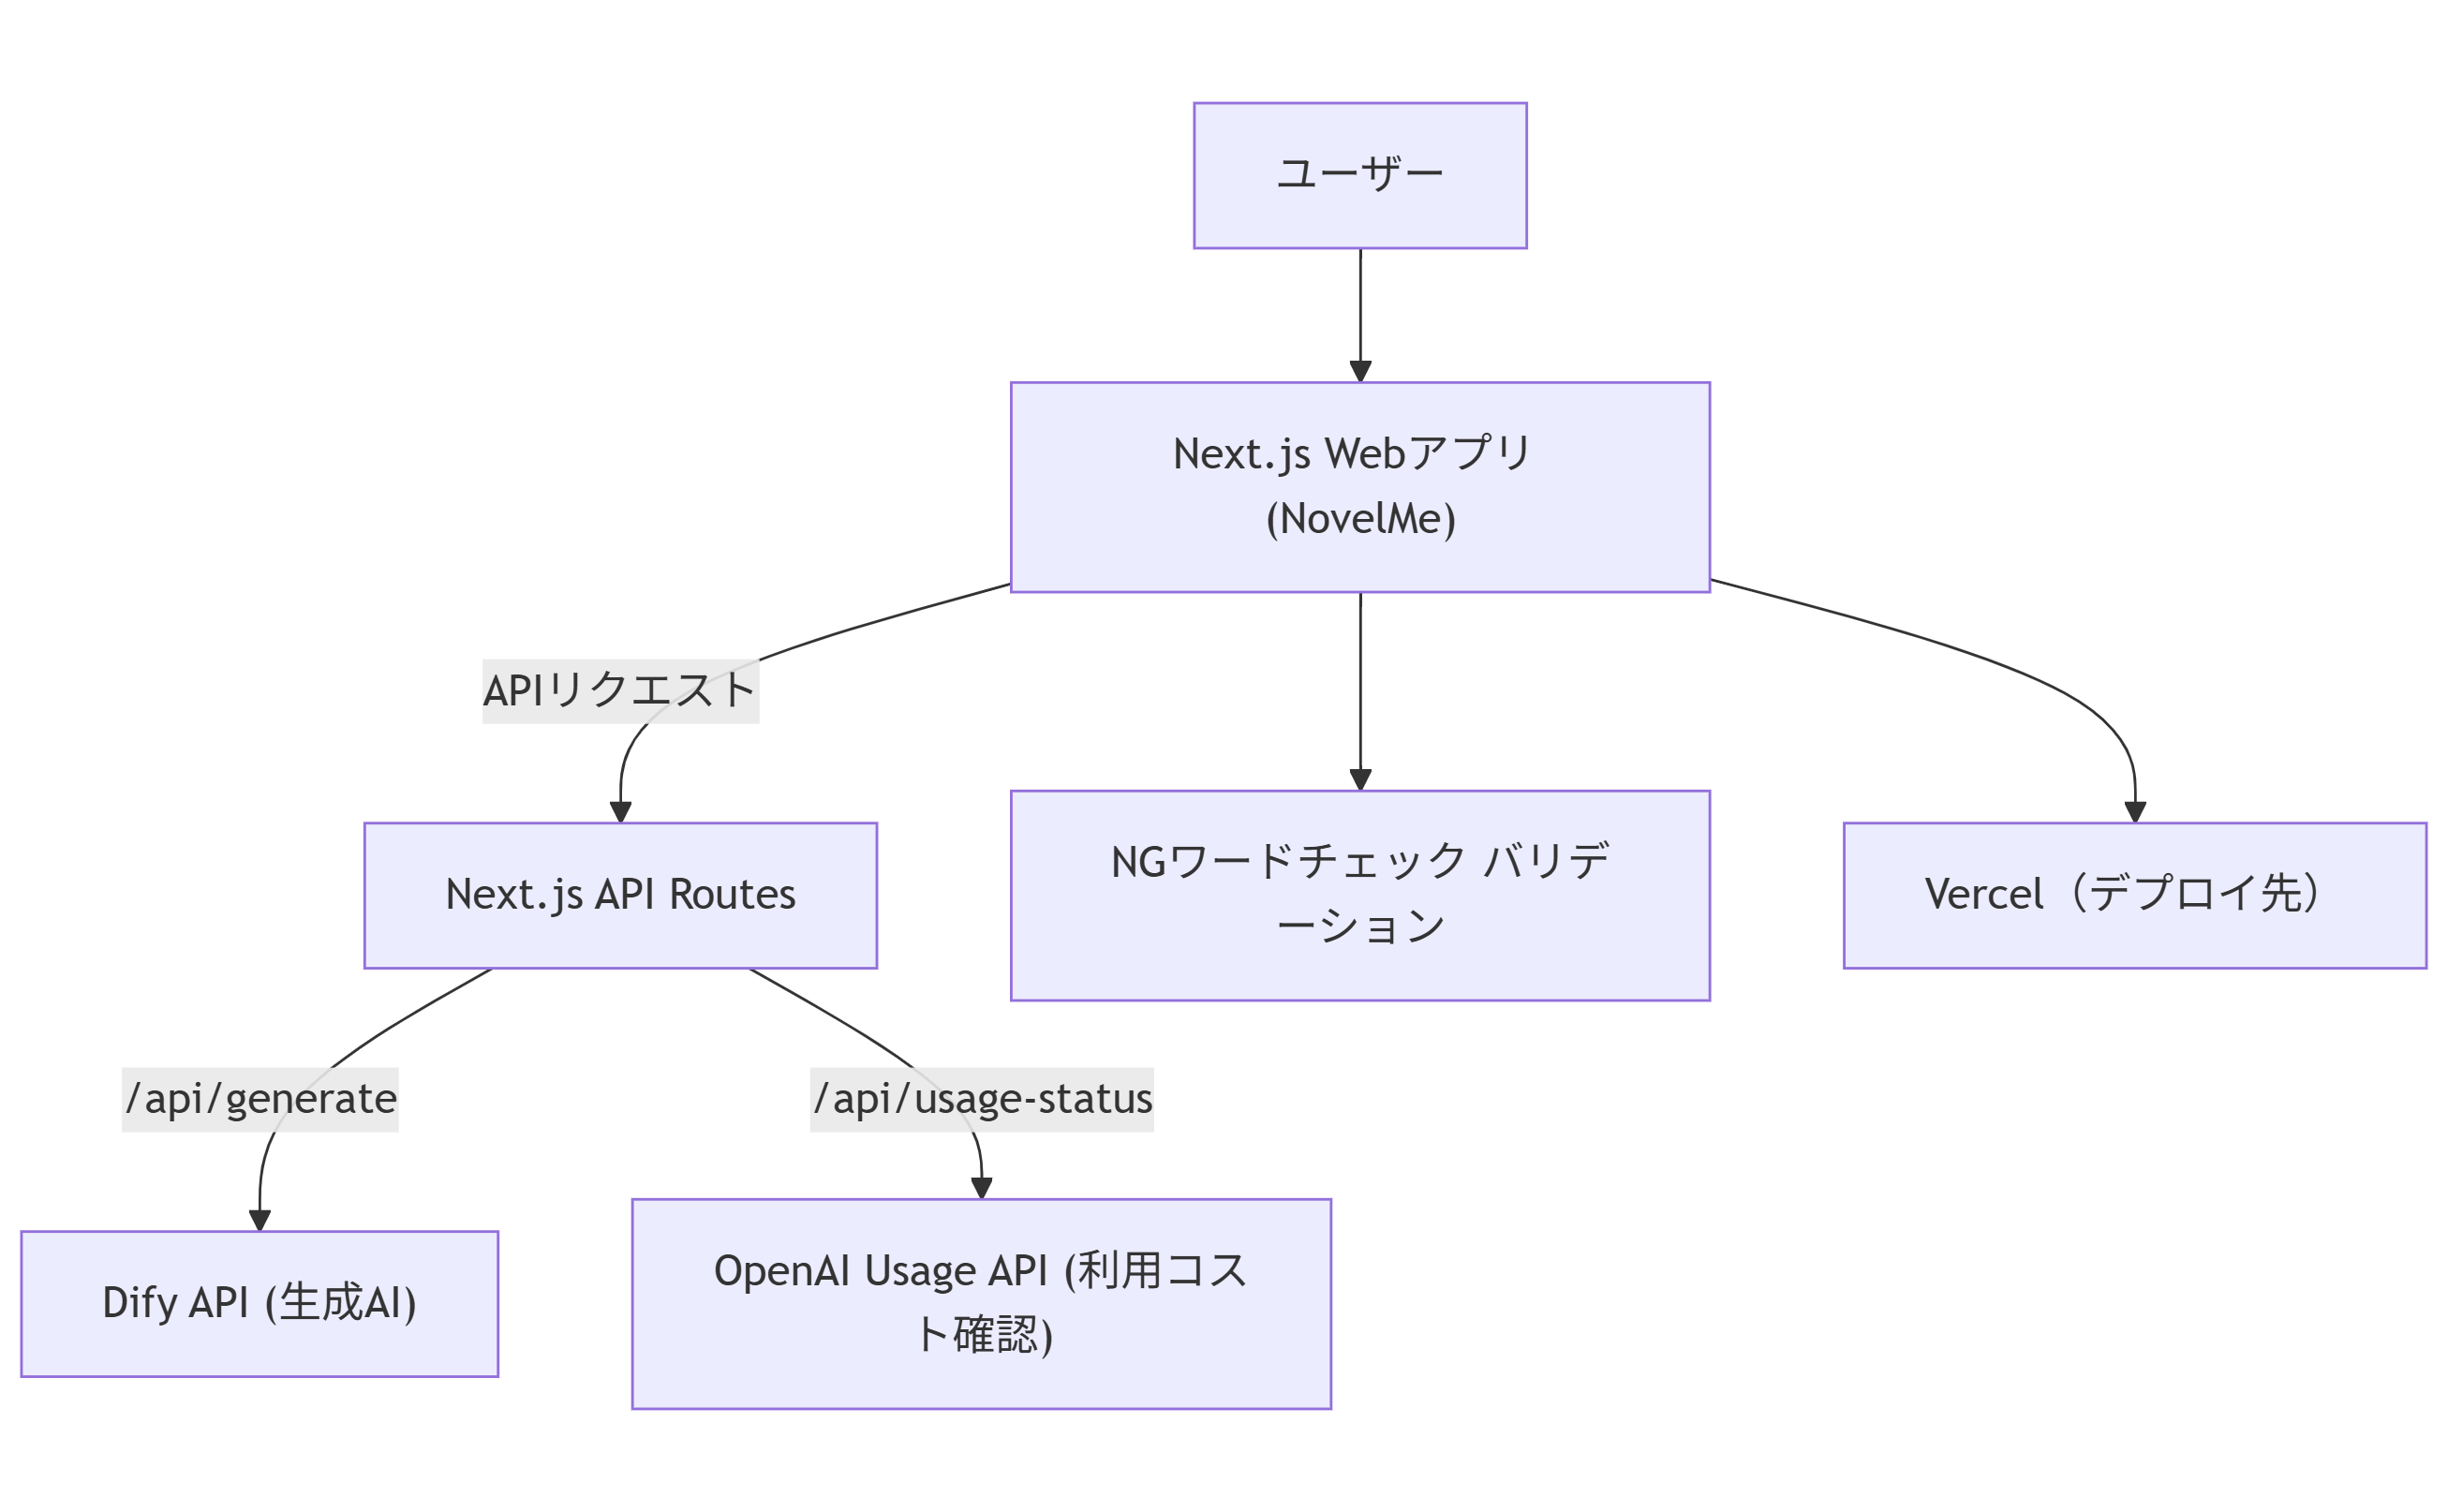 ユーザー
Next.js Webアプリ
(NovelMe)
APIリクエスト
Next.js API Routes
NGワードチェック バリデ
ーション
Vercel（デプロイ先）
/api/generate
/api/usage-status
Dify API (生成AI)
OpenAI Usage API (利用コス
ト確認)